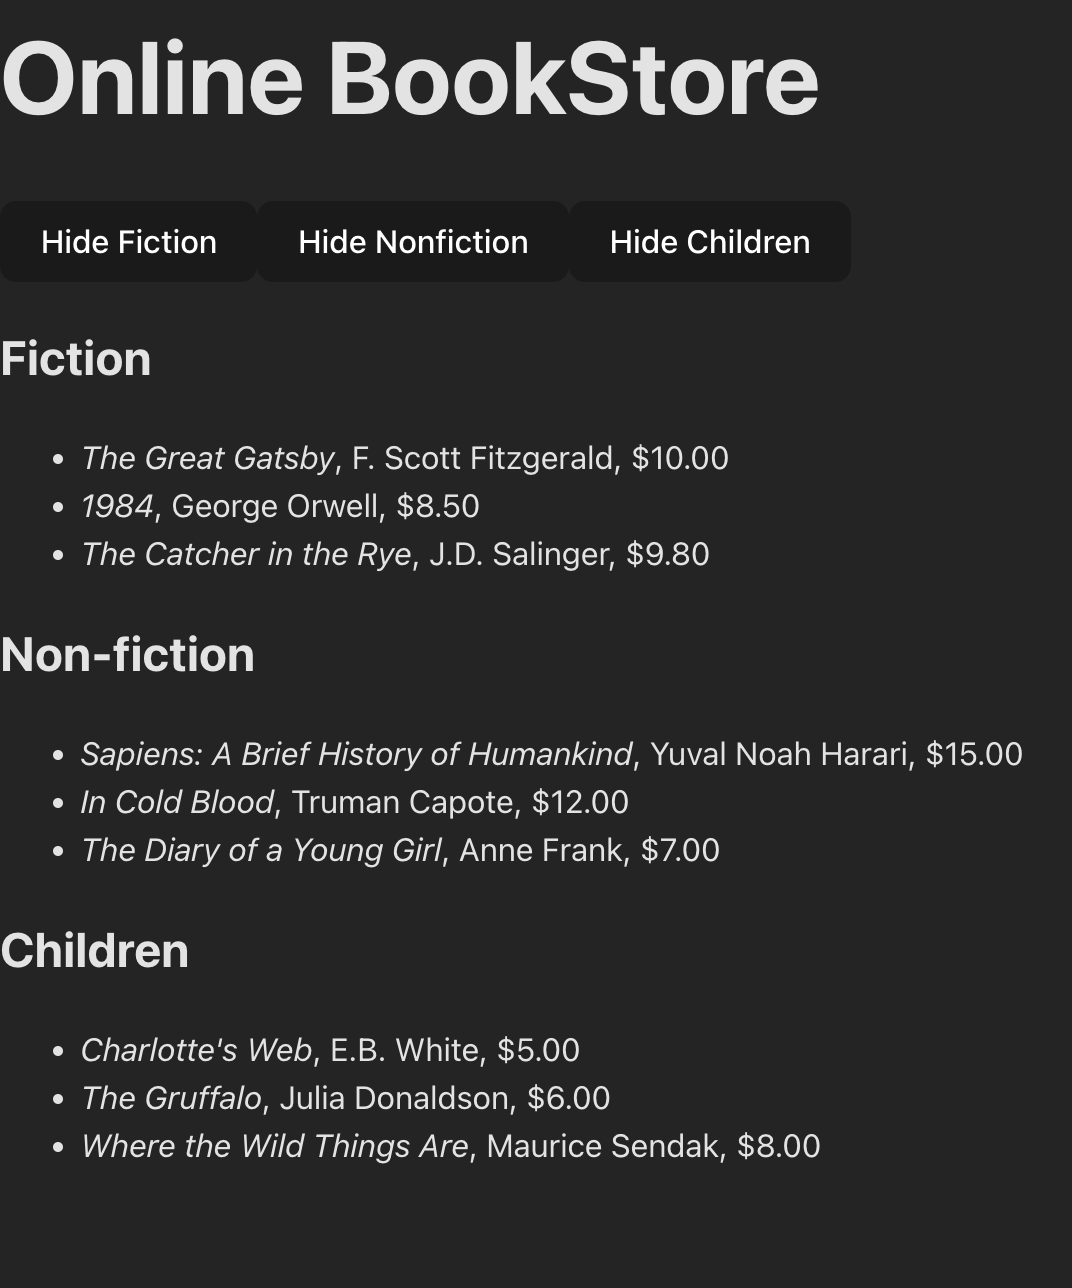 Online BookStore
Hide Fiction Hide Nonfiction Hide Children
Fiction
• The Great Gatsby, F. Scott Fitzgerald, $10.00
• 1984, George Orwell, $8.50
• The Catcher in the Rye, J.D. Salinger, $9.80
Non-fiction
• Sapiens: A Brief History of Humankind, Yuval Noah Harari, $15.00
• In Cold Blood, Truman Capote, $12.00
• The Diary of a Young Girl, Anne Frank, $7.00
Children
• Charlotte's Web, E.B. White, $5.00
• The Gruffalo, Julia Donaldson, $6.00
• Where the Wild Things Are, Maurice Sendak, $8.00